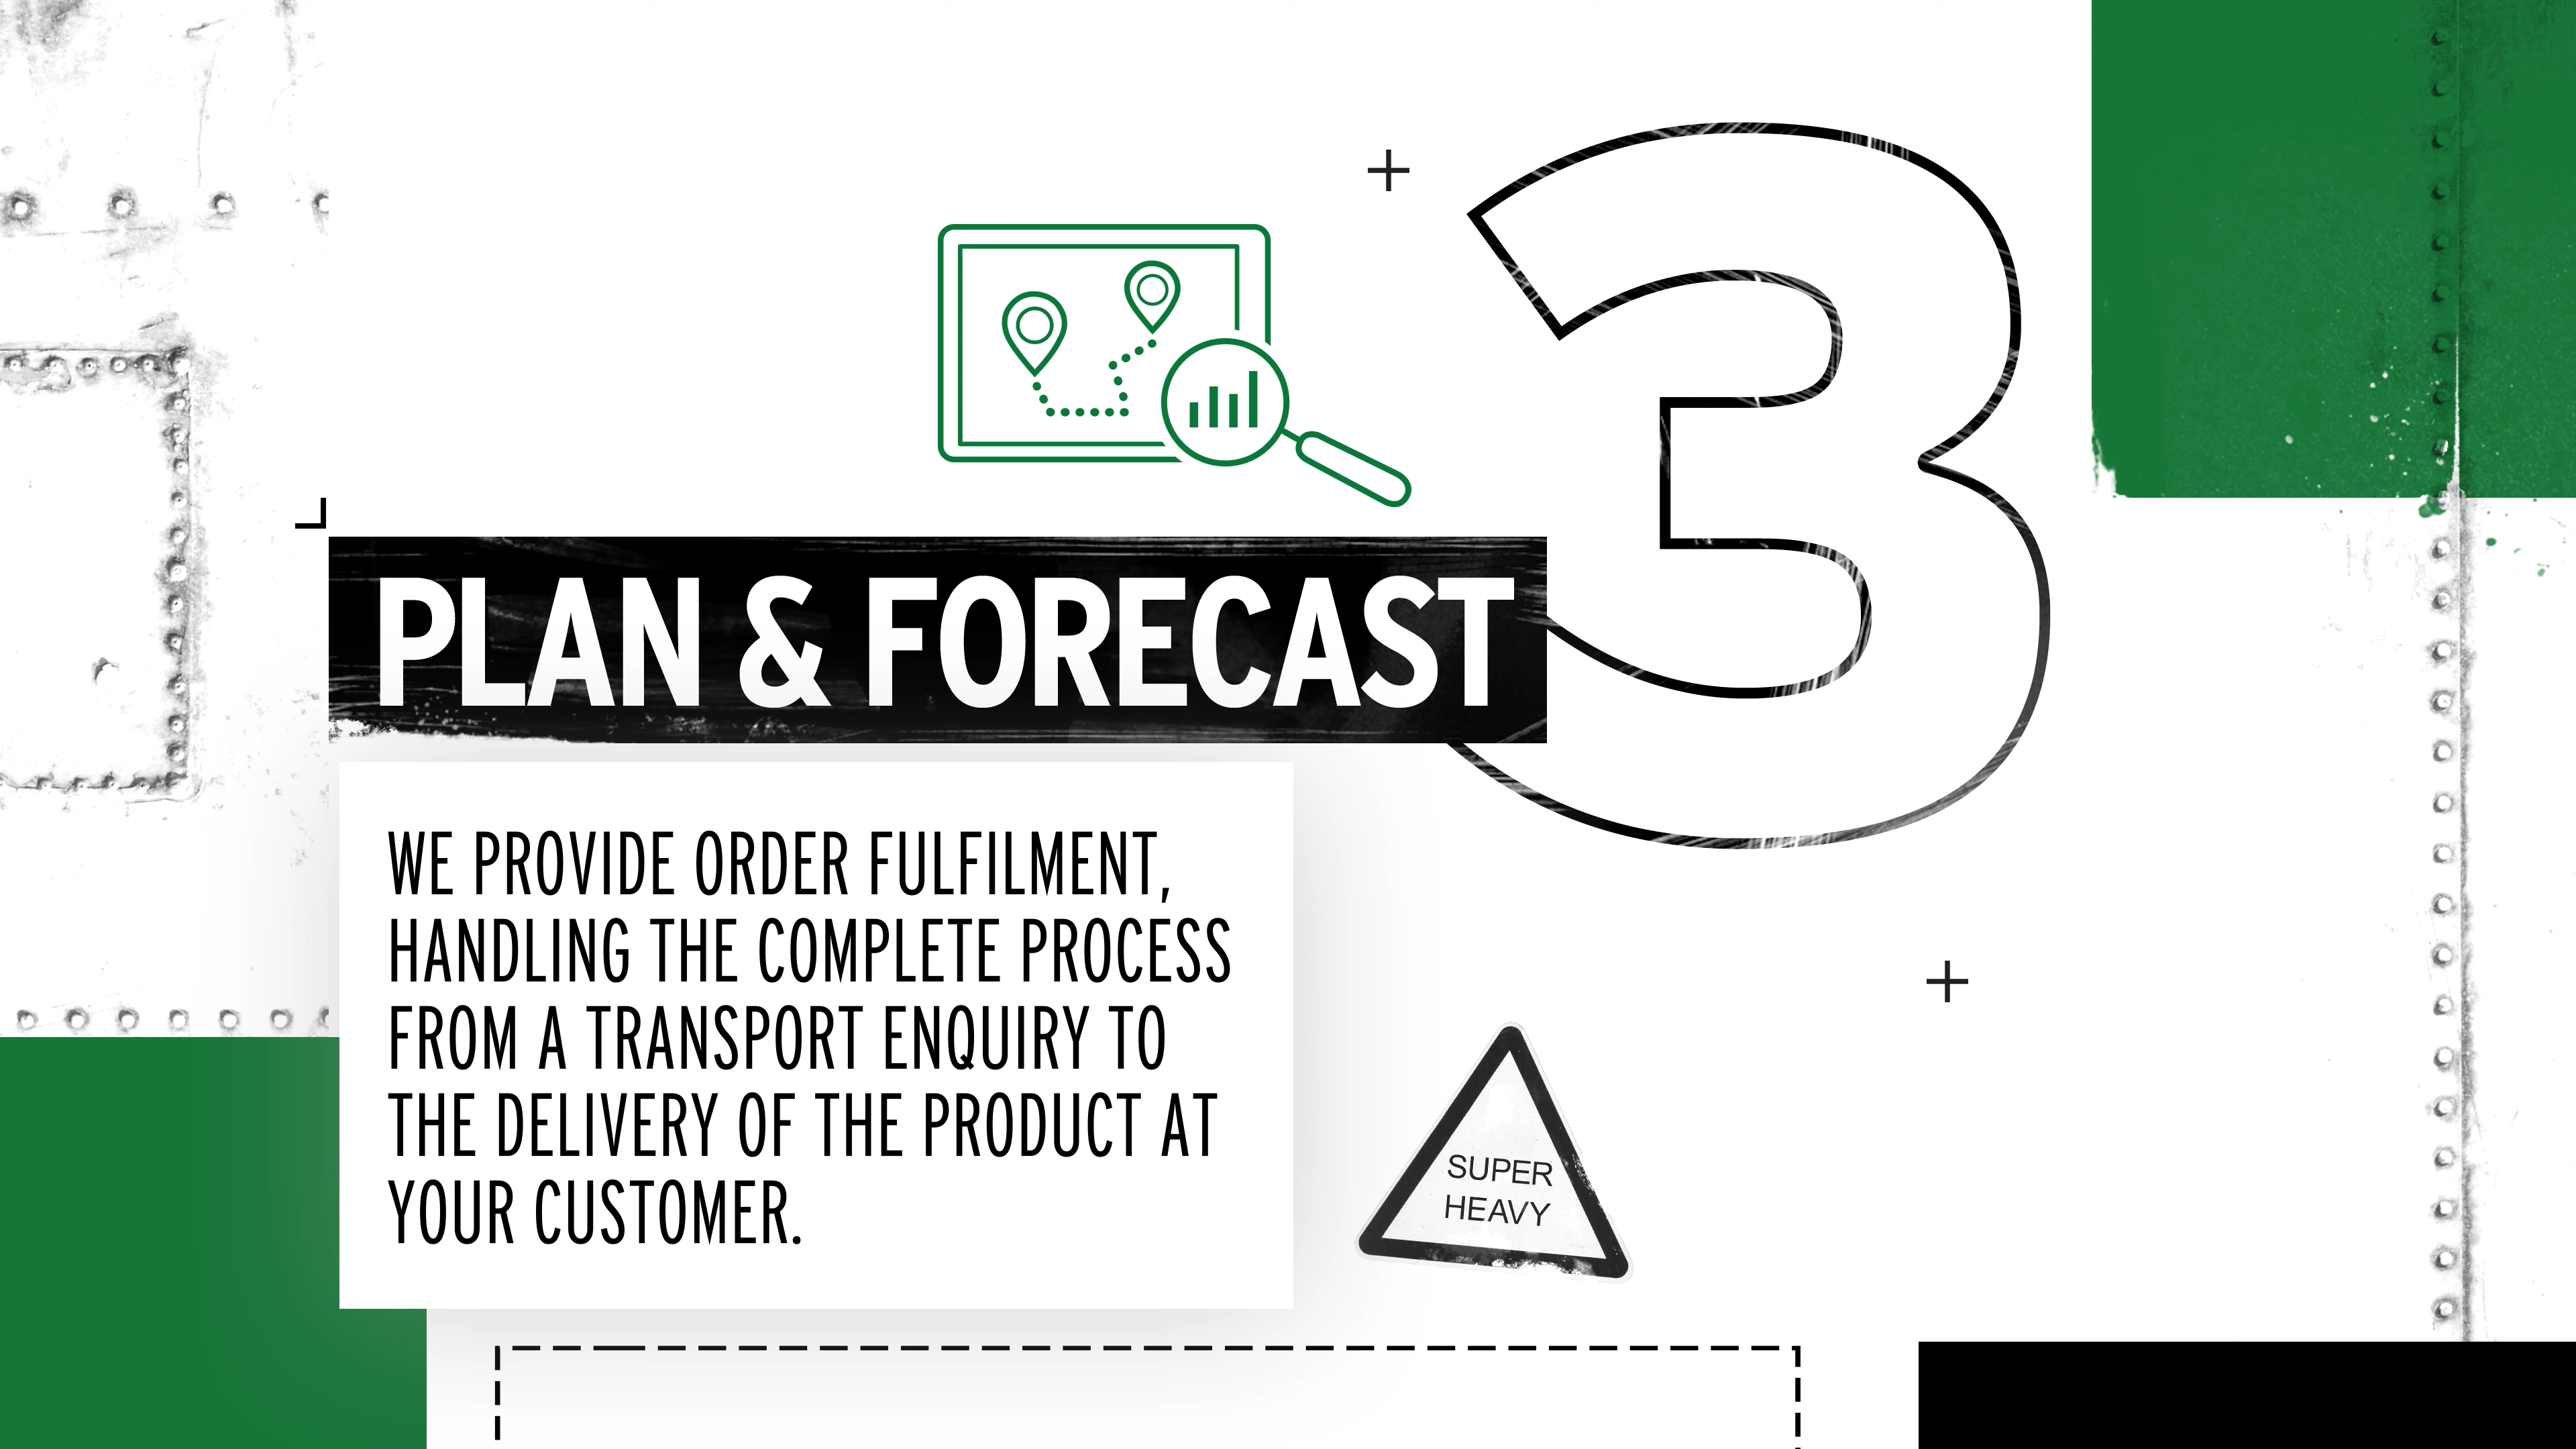 3
PLAN & FORECAST
WE PROVIDE ORDER FULFILMENT,
HANDLING THE COMPLETE PROCESS
FROM A TRANSPORT ENQUIRY TO
THE DELIVERY OF THE PRODUCT AT
YOUR CUSTOMER.
SUPER
HEAVY